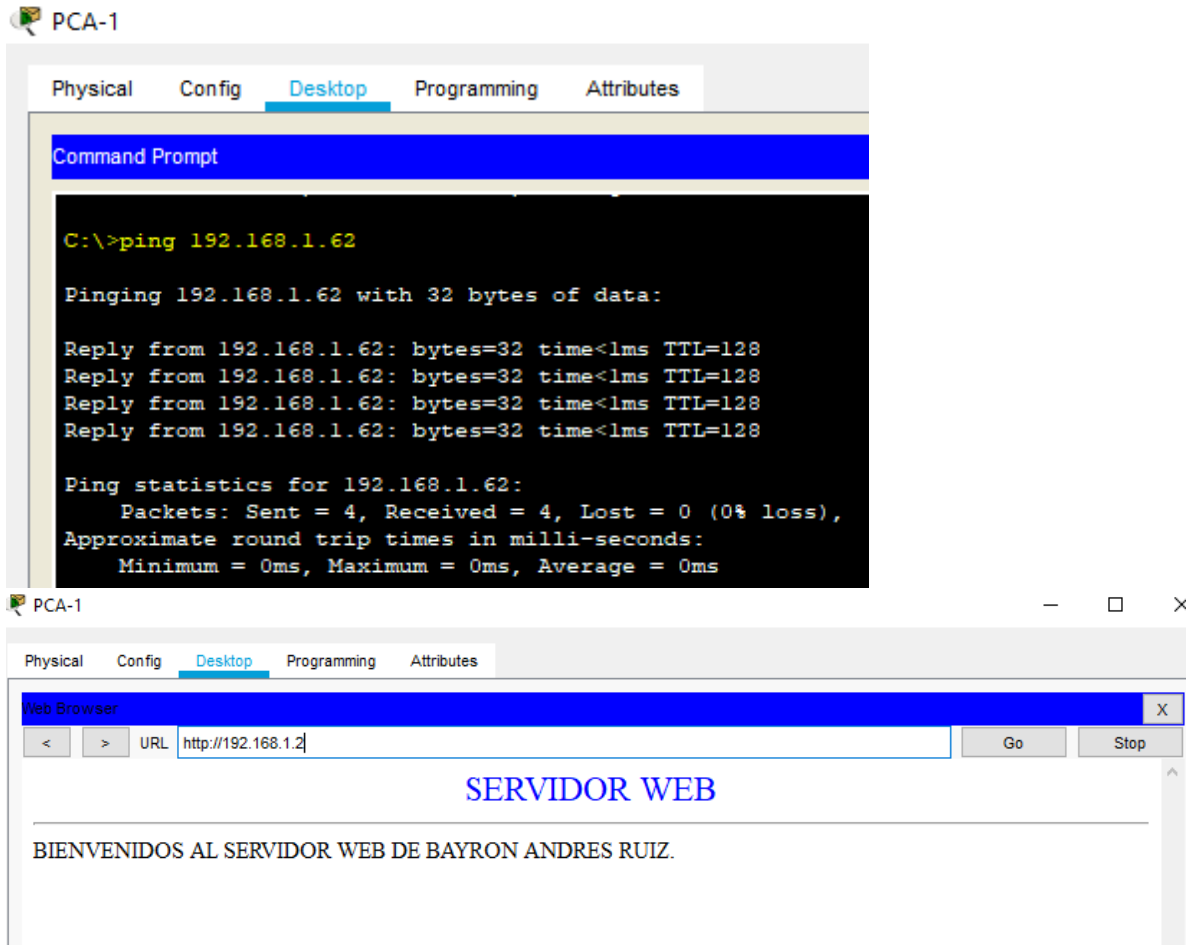 PCA-1
Physical Config Desktop Programming Attributes
Command Prompt
C:\>ping 192.168.1.62
Pinging 192.168.1.62 with 32 bytes of data:
Reply from 192.168.1.62: bytes=32 time<1ms TTL=128
Reply from 192.168.1.62: bytes=32 time<1ms TTL=128
Reply from 192.168.1.62: bytes=32 time<1ms TTL=128
Reply from 192.168.1.62: bytes=32 time<1ms TTL=128
Ping statistics for 192.168.1.62:
Packets: Sent = 4, Received = 4, Lost = 0 (0% loss),
Approximate round trip times in milli-seconds:
Minimum = 0ms, Maximum = 0ms, Average = 0ms
PCA-1
Physical Config Desktop Programming Attributes
Web Browser
X
< > URL http://192.168.1.2 Go Stop
SERVIDOR WEB
BIENVENIDOS AL SERVIDOR WEB DE BAYRON ANDRES RUIZ.